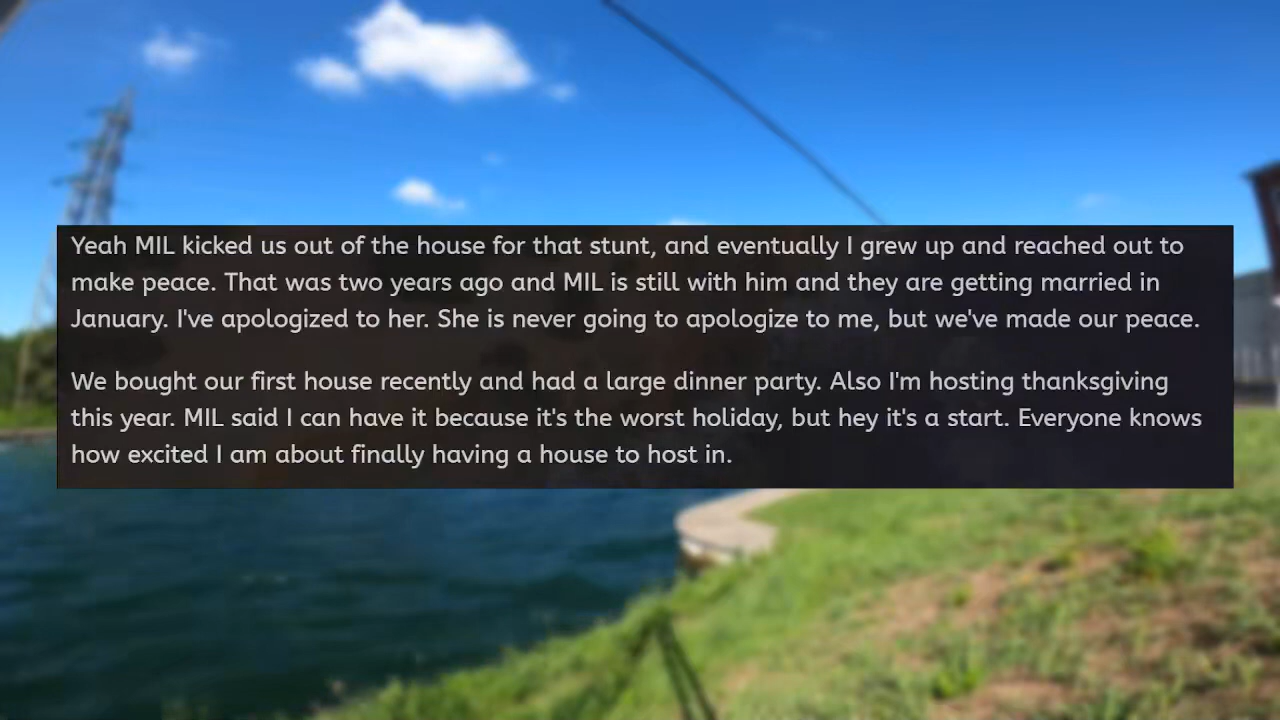 Yeah MIL kicked us out of the house for that stunt, and eventually I grew up and reached out to
make peace. That was two years ago and MIL is still with him and they are getting married in
January. I've apologized to her. She is never going to apologize to me, but we've made our peace.
We bought our first house recently and had a large dinner party. Also I'm hosting thanksgiving
this year. MIL said I can have it because it's the worst holiday, but hey it's a start. Everyone knows
how excited I am about finally having a house to host in.